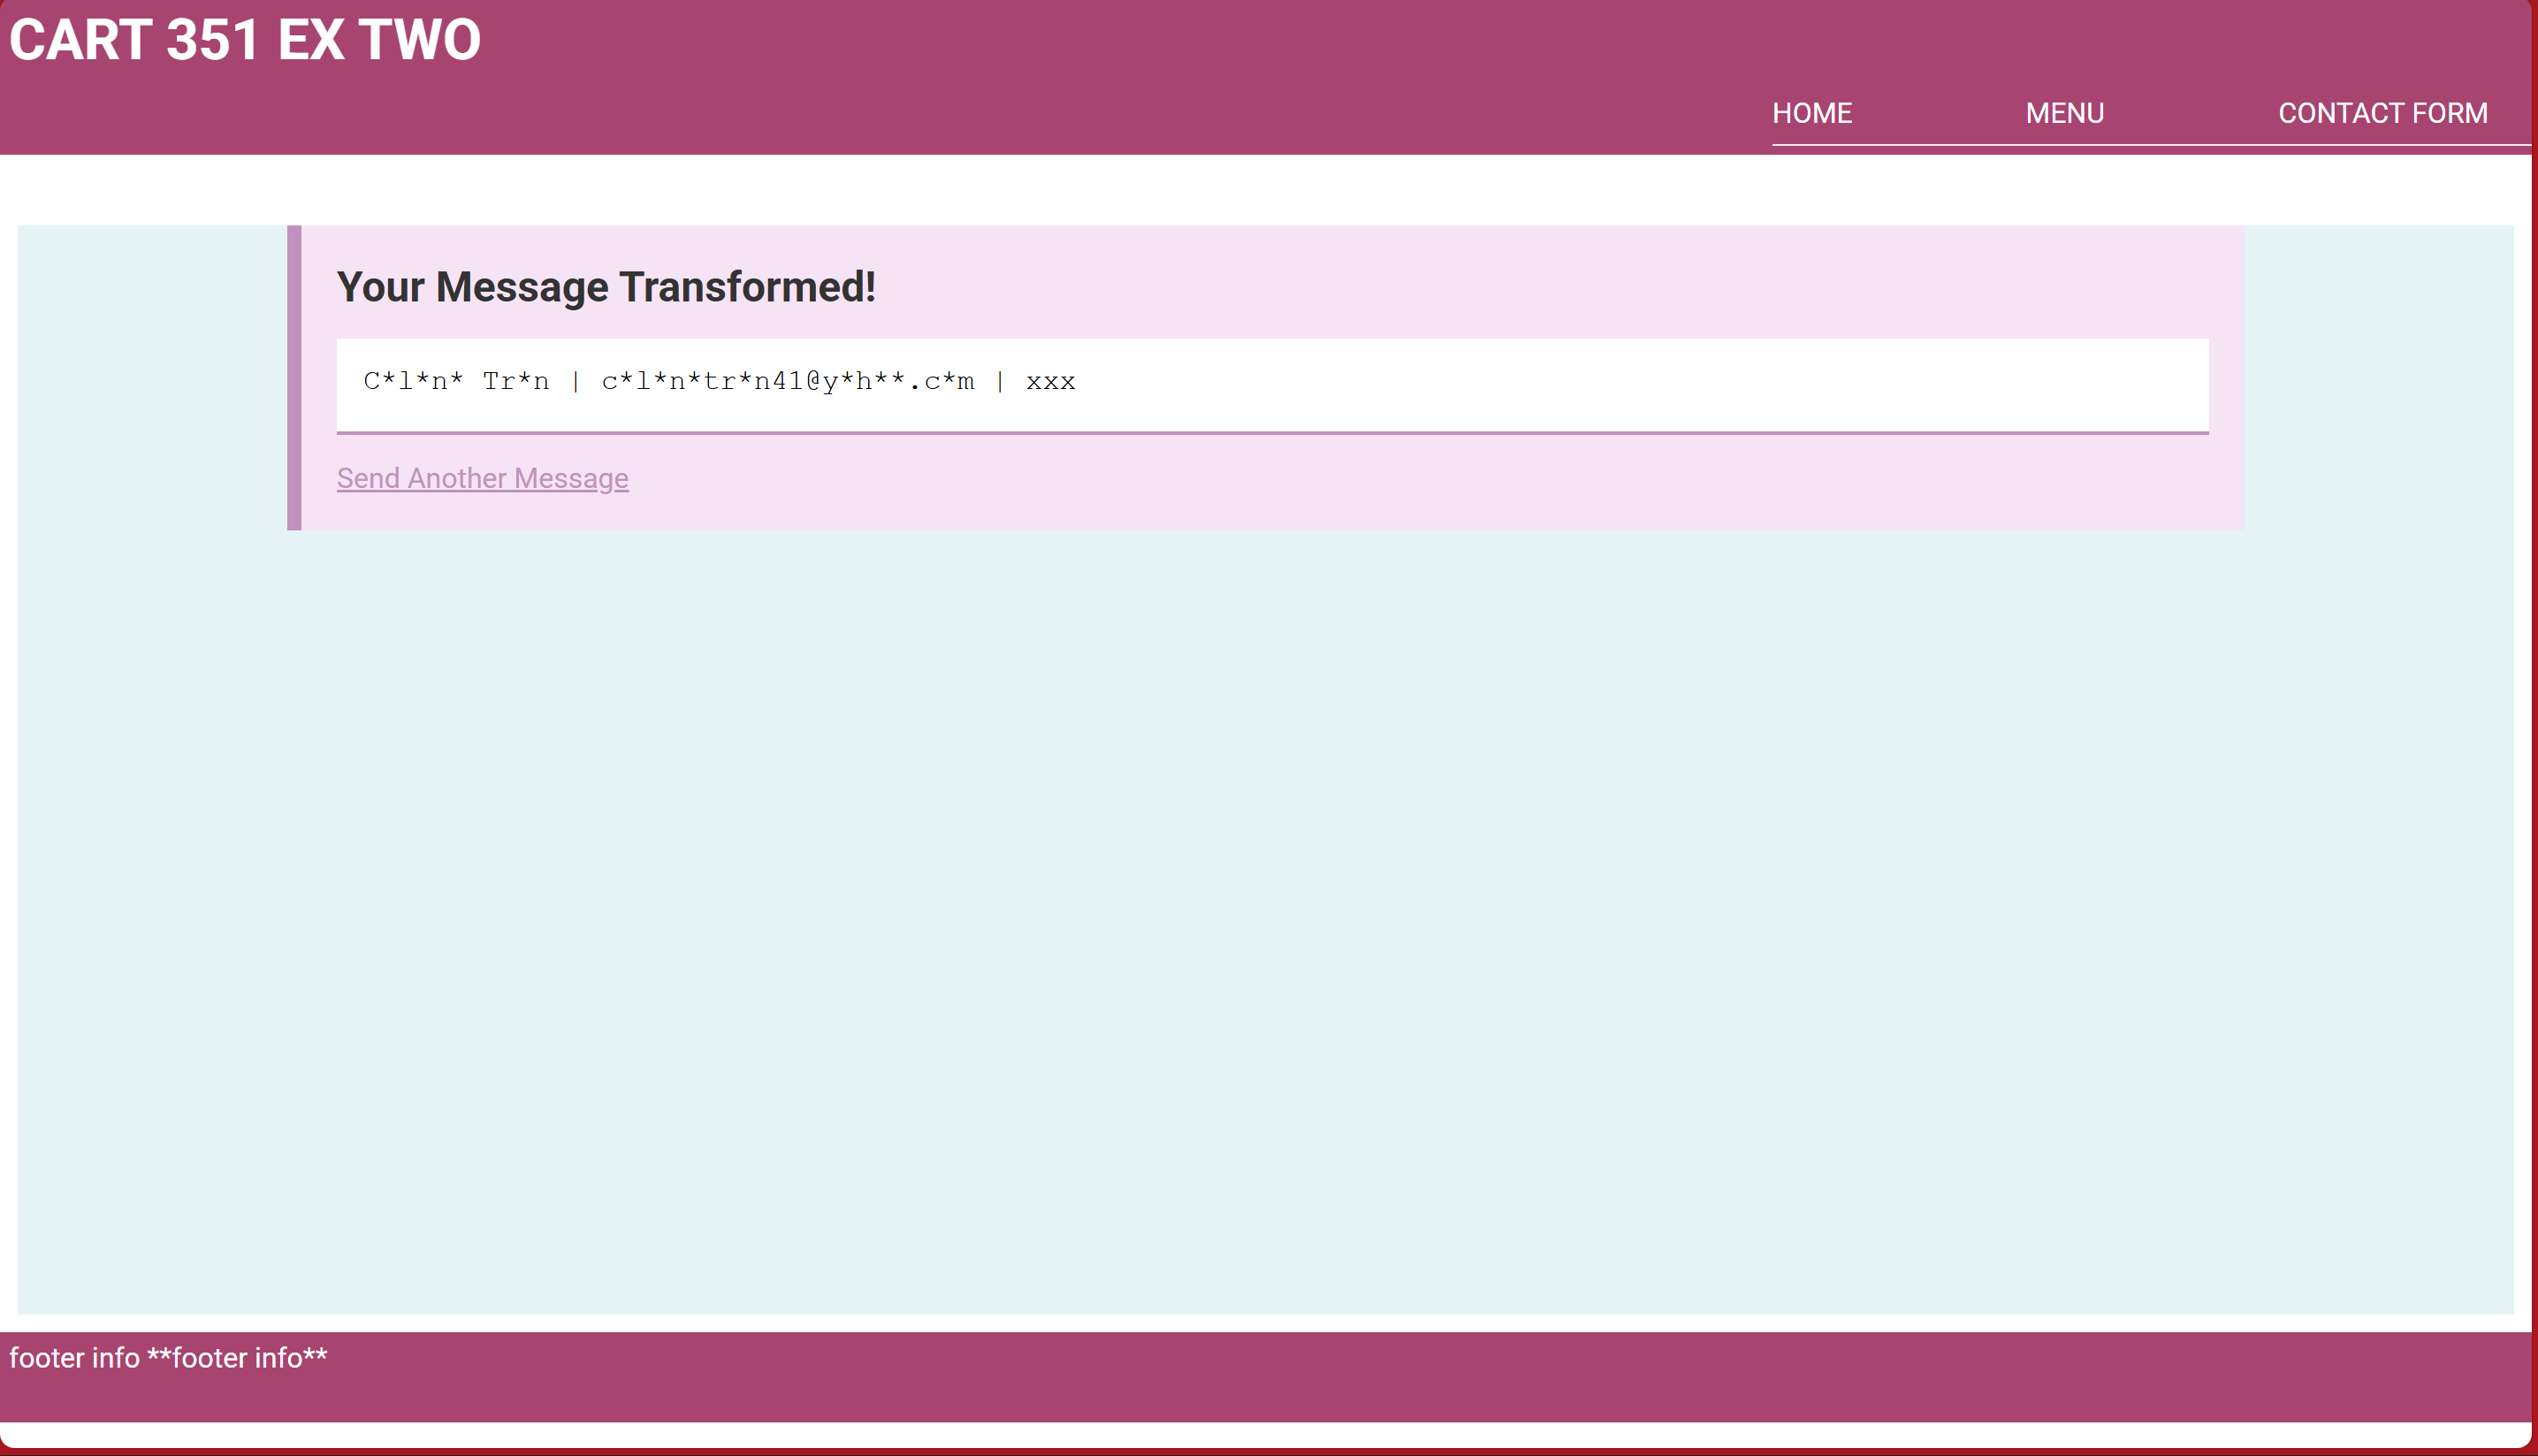 CART 351 EX TWO
HOME MENU CONTACT FORM
Your Message Transformed!
C*l*n* Tr*n | c*l*n*tr*n41@y*h**.c*m | xxx
Send Another Message
footer info **footer info**